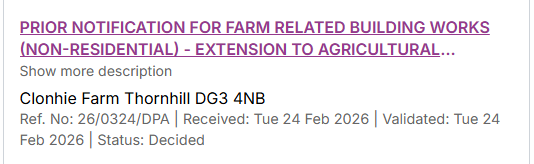 PRIOR NOTIFICATION FOR FARM RELATED BUILDING WORKS
(NON-RESIDENTIAL) - EXTENSION TO AGRICULTURAL...
Show more description
Clonhie Farm Thornhill DG3 4NB
Ref. No: 26/0324/DPA | Received: Tue 24 Feb 2026 | Validated: Tue 24
Feb 2026 | Status: Decided